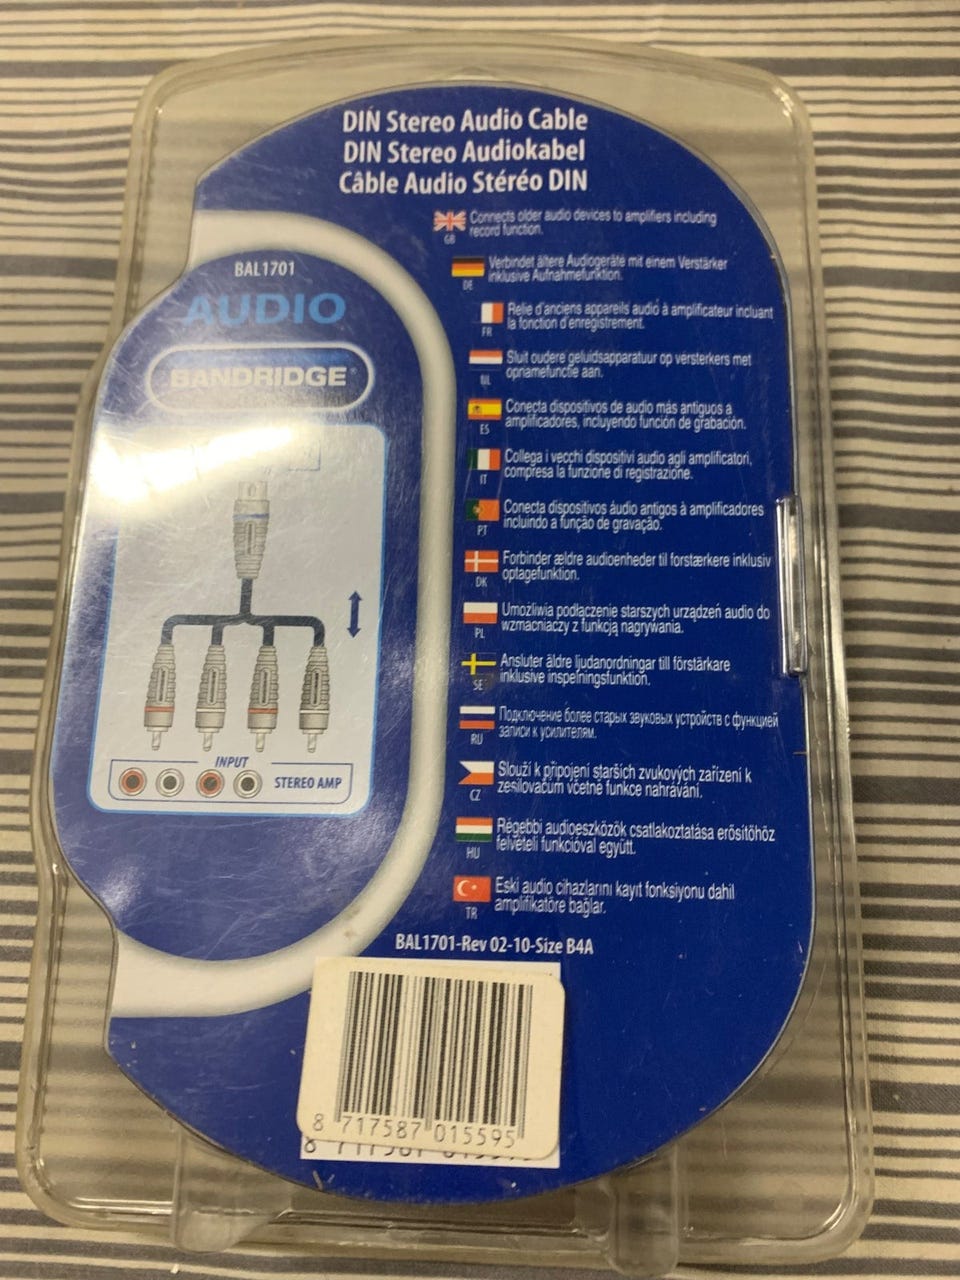 DIN Stereo Audio Cable
DIN Stereo Audiokabel
Câble Audio Stéréo DIN
GB
Connects older audio devices to amplifiers including
record function.
DE
Verbindet ältere Audiogeräte mit einem Verstärker
inklusive Aufnahmefunktion.
FR
Relie d'anciens appareils audio à amplificateur incluant
la fonction d'enregistrement.
NL
Sluit oudere geluidsapparatuur op versterkers met
opnamefunctie aan.
ES
Conecta dispositivos de audio más antiguos a
amplificadores, incluyendo función de grabación.
IT
Collega i vecchi dispositivi audio agli amplificatori,
compresa la funzione di registrazione.
PT
Conecta dispositivos áudio antigos à amplificadores
incluindo a função de gravação.
DK
Forbinder ældre audioenheder til forstærkere inklusiv
optagefunktion.
PL
Umożliwia podłączenie starszych urządzeń audio do
wzmacniaczy z funkcją nagrywania.
SE
Ansluter äldre ljudanordningar till förstärkare
inklusive inspelningsfunktion.
RU
Подключение более старых звуковых устройств с функцией
записи к усилителям.
CZ
Slouží k připojení starších zvukových zařízení k
zesilovačům včetně funkce nahrávání.
HU
Régebbi audioeszközök csatlakoztatása erősítőhöz
felvételi funkcióval együtt.
TR
Eski audio cihazlarını kayıt fonksiyonu dahil
amplifikatöre bağlar.
BAL1701
AUDIO
BANDRIDGE®
INPUT
STEREO AMP
BAL1701-Rev 02-10-Size B4A
8 717587 015595